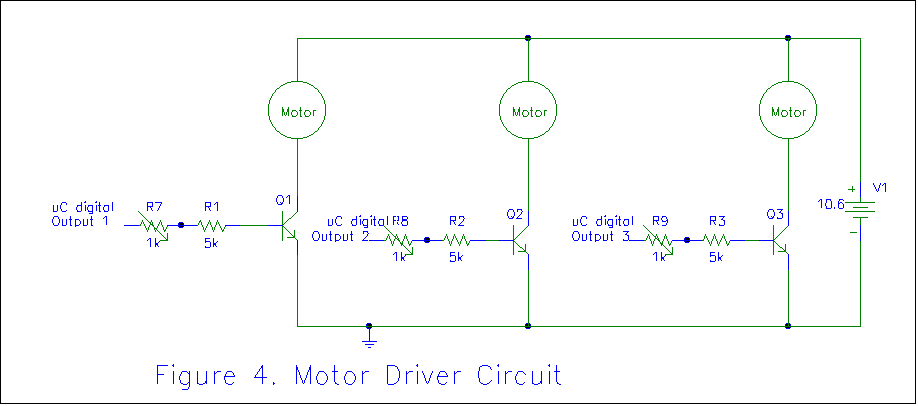 Motor
Motor
Motor
Q1
uC digital
Output 1
R7
R1
1k
5k
uC digital
Output 2
R8
R2
Q2
1k
5k
uC digital
Output 3
R9
R3
Q3
1k
5k
+
V1
10.6
-
Figure 4. Motor Driver Circuit